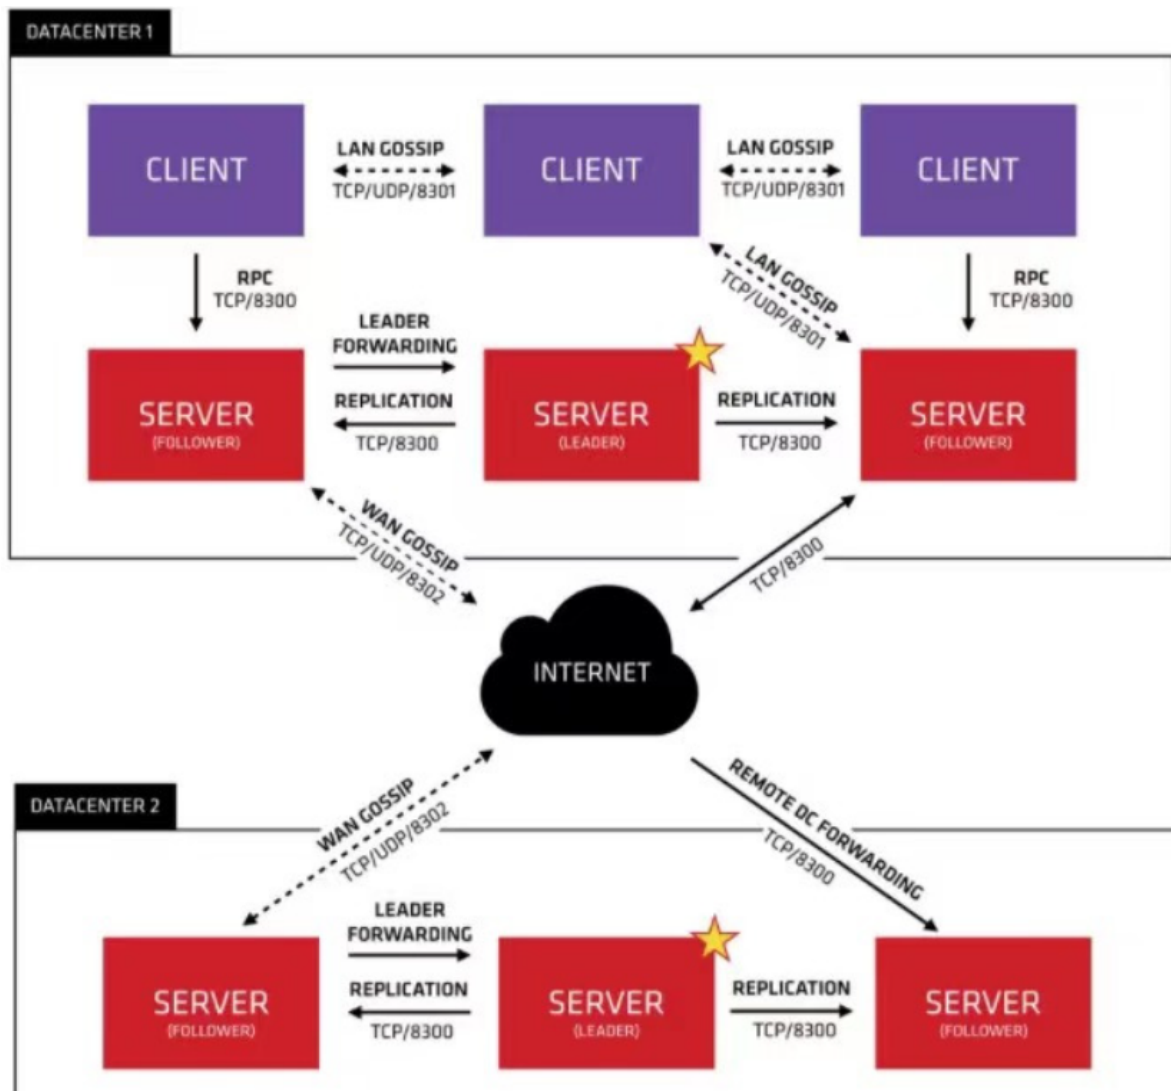 DATACENTER 1
CLIENT
LAN GOSSIP
TCP/UDP/8301
CLIENT
LAN GOSSIP
TCP/UDP/8301
CLIENT
RPC
TCP/8300
LAN GOSSIP
TCP/UDP/8301
RPC
TCP/8300
SERVER
(FOLLOWER)
LEADER
FORWARDING
REPLICATION
TCP/8300
SERVER
(LEADER)
REPLICATION
TCP/8300
SERVER
(FOLLOWER)
WAN GOSSIP
TCP/UDP/8302
TCP/8300
INTERNET
DATACENTER 2
WAN GOSSIP
TCP/UDP/8302
REMOTE DC FORWARDING
TCP/8300
SERVER
(FOLLOWER)
LEADER
FORWARDING
REPLICATION
TCP/8300
SERVER
(LEADER)
REPLICATION
TCP/8300
SERVER
(FOLLOWER)